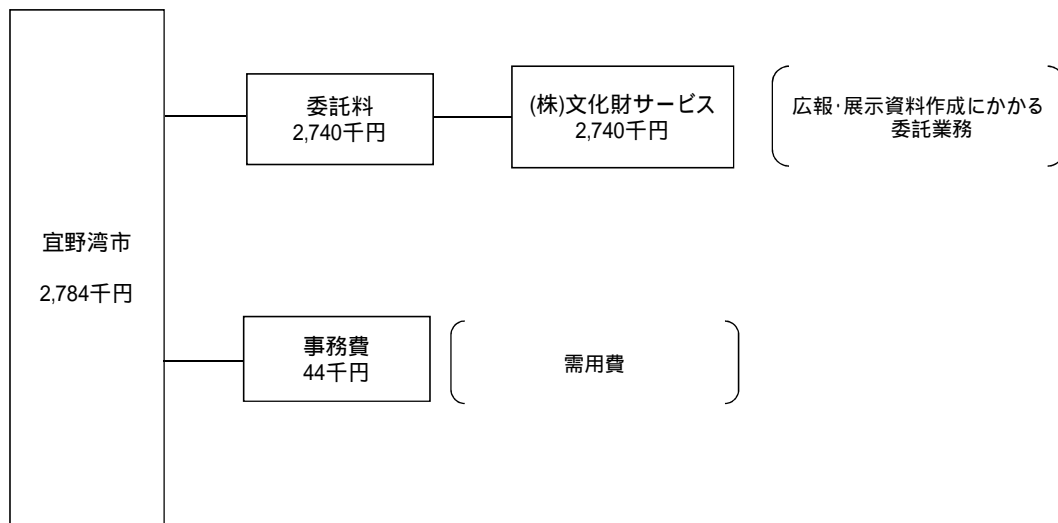 宜野湾市
2,784千円
委託料
2,740千円
(株)文化財サービス
2,740千円
広報・展示資料作成にかかる
委託業務
事務費
44千円
需用費